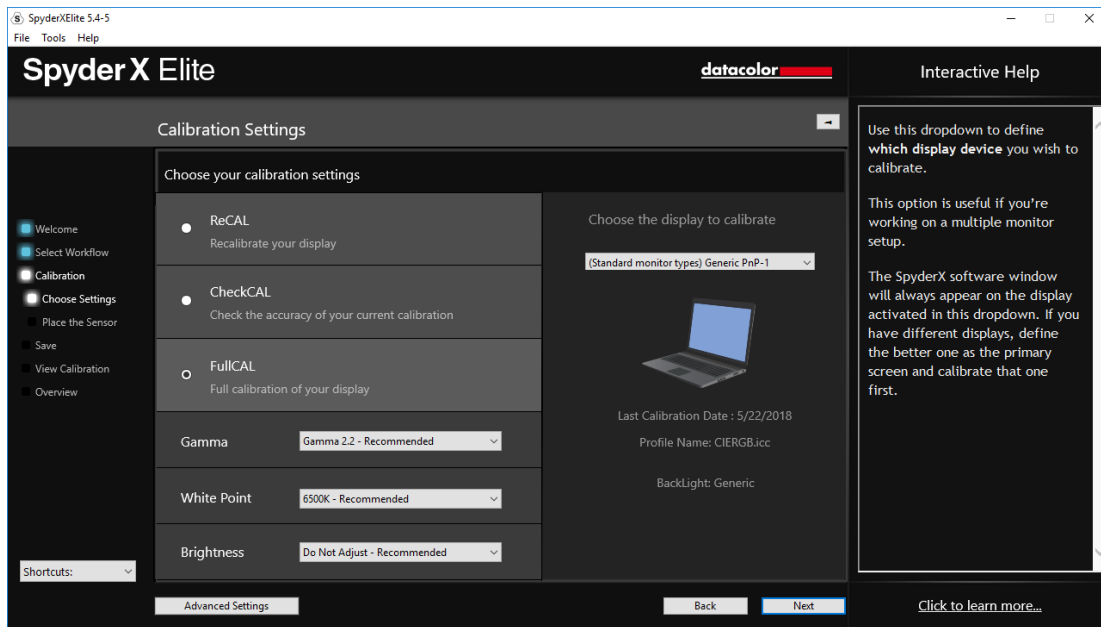 SpyderXElite 5.4-5
File Tools Help
Spyder X Elite
datacolor
Interactive Help
Calibration Settings
Choose your calibration settings
Welcome
Select Workflow
Calibration
Choose Settings
Place the Sensor
Save
View Calibration
Overview
Shortcuts:
ReCAL
Recalibrate your display
CheckCAL
Check the accuracy of your current calibration
FullCAL
Full calibration of your display
Gamma
Gamma 2.2 - Recommended
White Point
6500K - Recommended
Brightness
Do Not Adjust - Recommended
Choose the display to calibrate
(Standard monitor types) Generic PnP-1
Last Calibration Date : 5/22/2018
Profile Name: CIERGB.icc
BackLight: Generic
Use this dropdown to define
which display device you wish to
calibrate.
This option is useful if you’re
working on a multiple monitor
setup.
The SpyderX software window
will always appear on the display
activated in this dropdown. If you
have different displays, define
the better one as the primary
screen and calibrate that one
first.
Advanced Settings
Back
Next
Click to learn more...